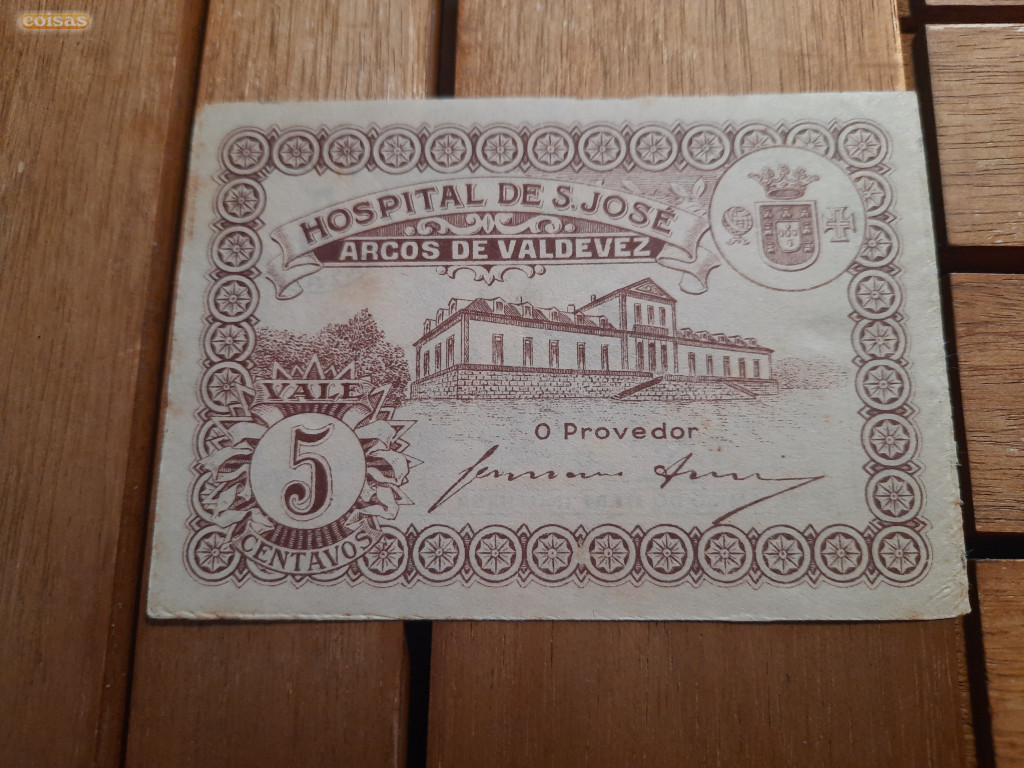 coisas
HOSPITAL DE S. JOSÉ
ARCOS DE VALDEVEZ
VALE
5
CENTAVOS
O Provedor